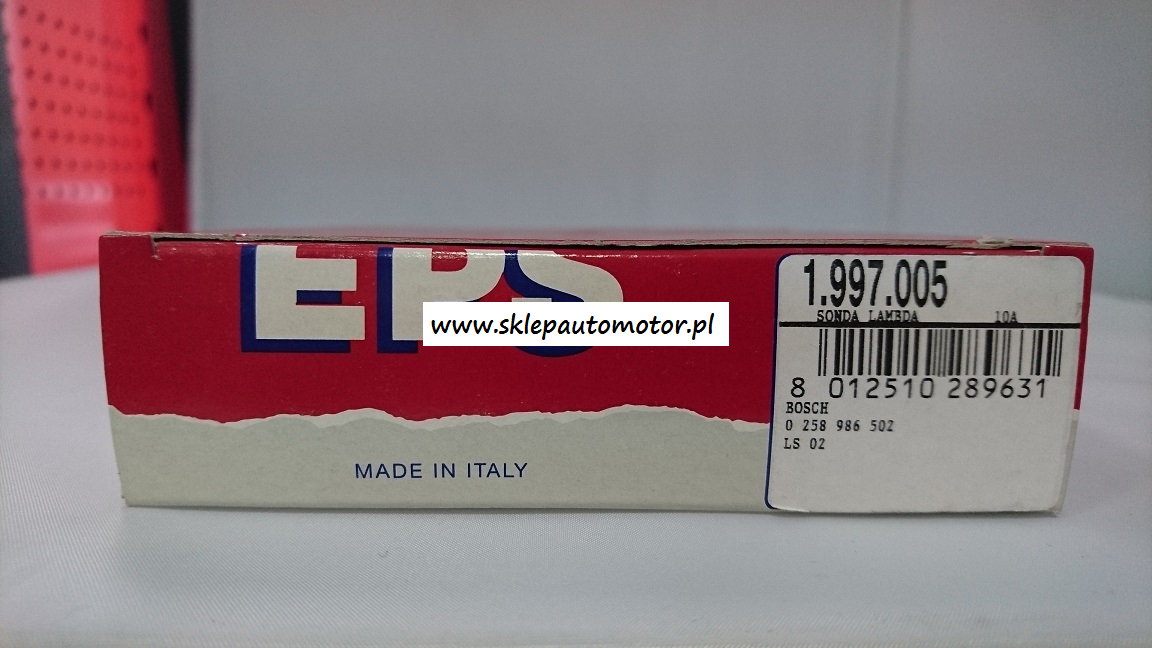 EPS
www.sklepautomotor.pl
MADE IN ITALY
1.997.005
SONDA LAMBDA 10A
8 012510 289631
BOSCH
0 258 986 502
LS 02